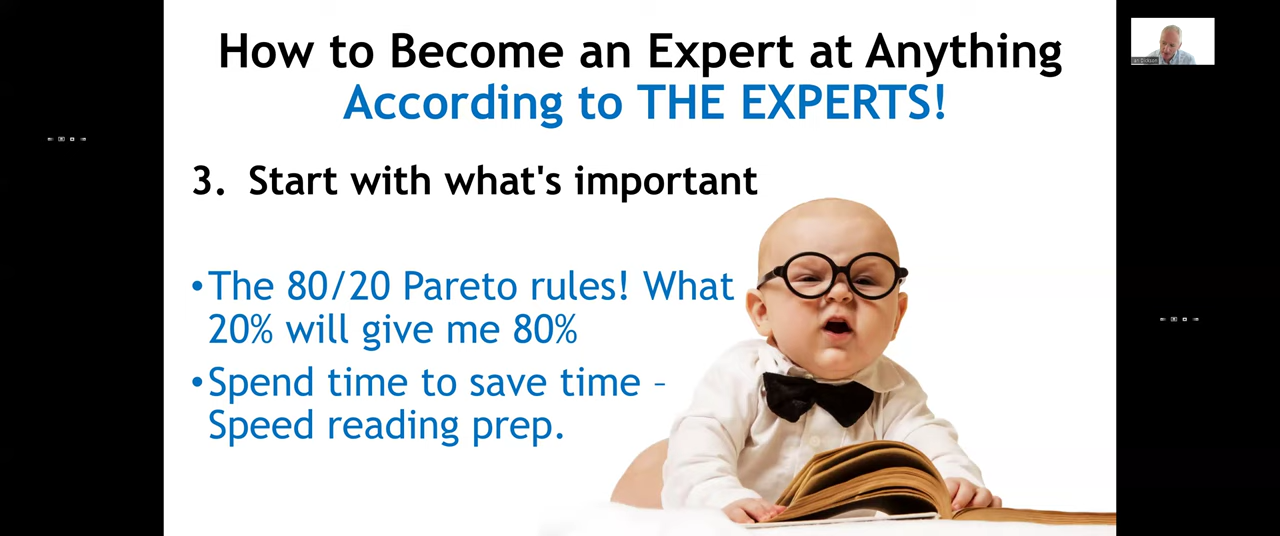 How to Become an Expert at Anything
According to THE EXPERTS!
3. Start with what's important
•The 80/20 Pareto rules! What
20% will give me 80%
•Spend time to save time –
Speed reading prep.